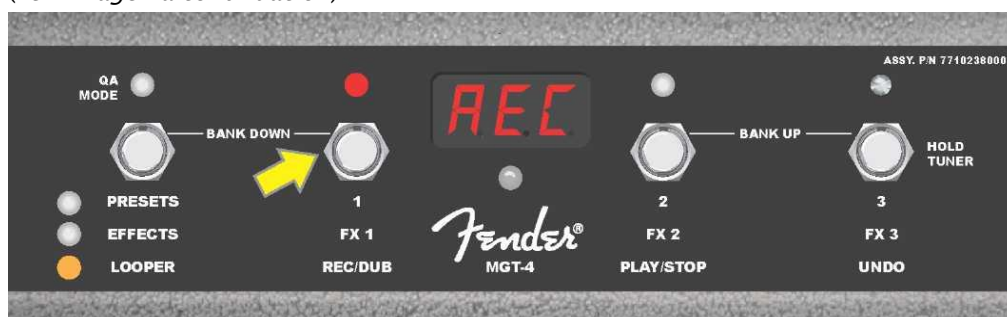 ASSY. P/N 7710238000
QA
MODE
AEC
BANK DOWN
BANK UP
HOLD
TUNER
PRESETS
1
2
3
EFFECTS
FX 1
Fender®
FX 2
FX 3
LOOPER
REC/DUB
MGT-4
PLAY/STOP
UNDO